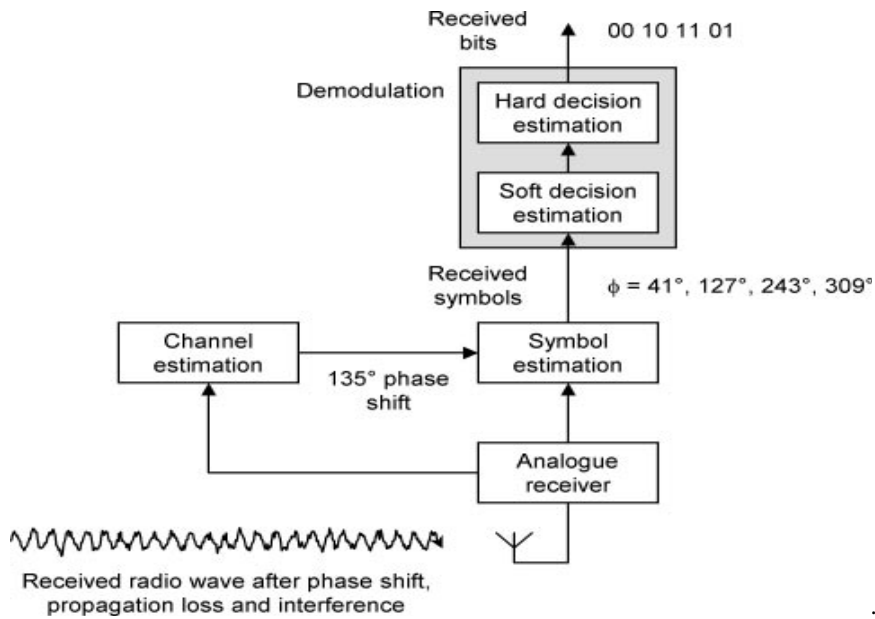 Received
bits
00 10 11 01
Demodulation
Hard decision
estimation
Soft decision
estimation
Received
symbols
ϕ = 41°, 127°, 243°, 309°
Channel
estimation
135° phase
shift
Symbol
estimation
Analogue
receiver
Received radio wave after phase shift,
propagation loss and interference
.